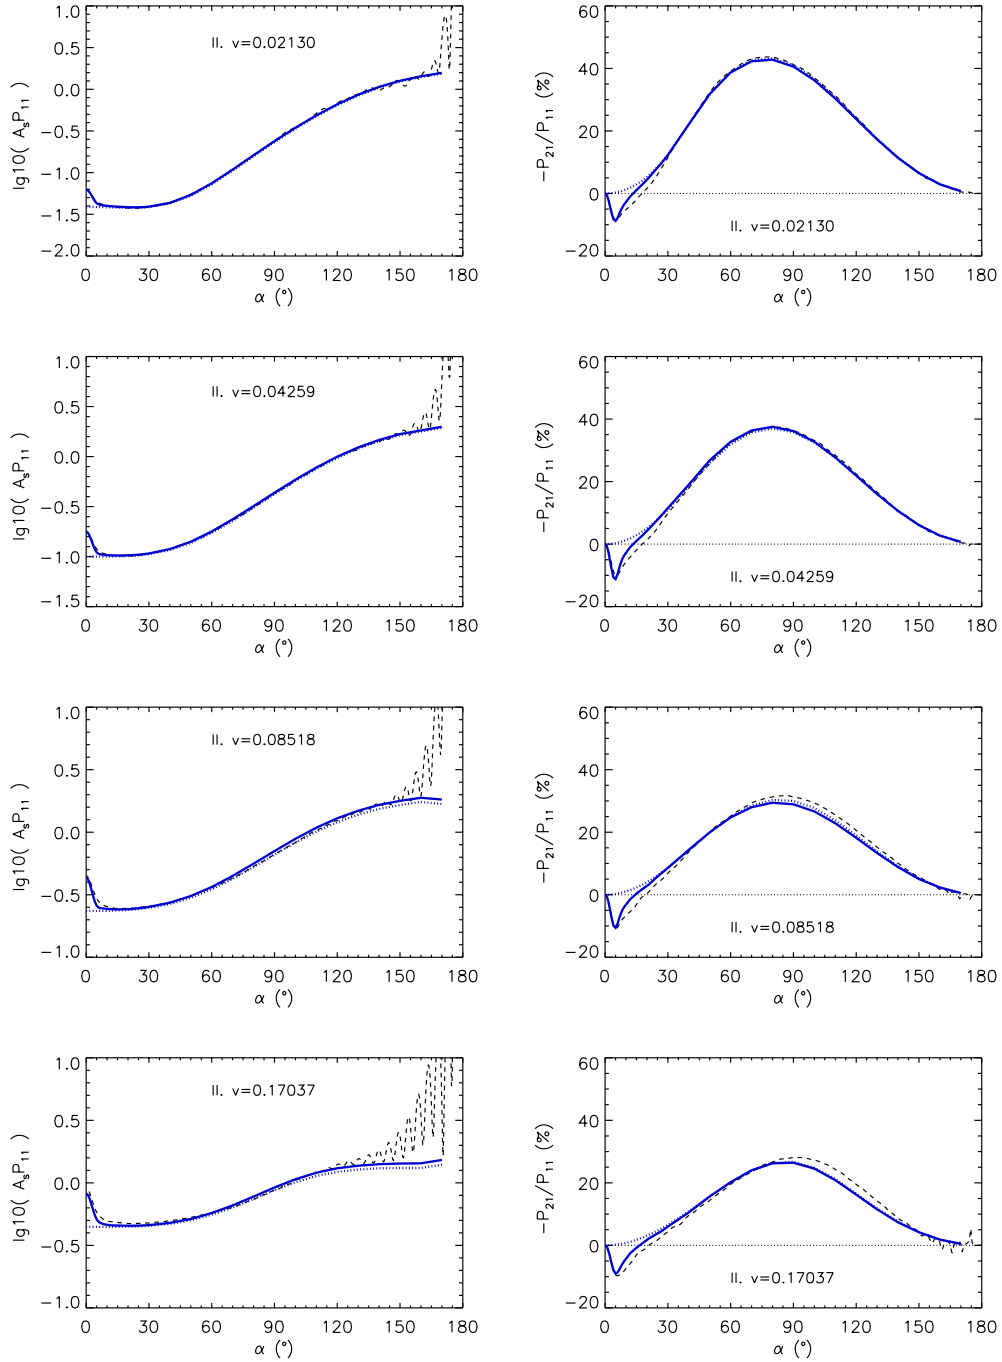 1.0
0.5
0.0
−0.5
−1.0
−1.5
−2.0
lg10( AₛP₁₁ )
II. v=0.02130
0 30 60 90 120 150 180
α (°)
60
40
20
0
−20
−P₂₁/P₁₁ (%)
II. v=0.02130
0 30 60 90 120 150 180
α (°)
1.0
0.5
0.0
−0.5
−1.0
−1.5
lg10( AₛP₁₁ )
II. v=0.04259
0 30 60 90 120 150 180
α (°)
60
40
20
0
−20
−P₂₁/P₁₁ (%)
II. v=0.04259
0 30 60 90 120 150 180
α (°)
1.0
0.5
0.0
−0.5
−1.0
lg10( AₛP₁₁ )
II. v=0.08518
0 30 60 90 120 150 180
α (°)
60
40
20
0
−20
−P₂₁/P₁₁ (%)
II. v=0.08518
0 30 60 90 120 150 180
α (°)
1.0
0.5
0.0
−0.5
−1.0
lg10( AₛP₁₁ )
II. v=0.17037
0 30 60 90 120 150 180
α (°)
60
40
20
0
−20
−P₂₁/P₁₁ (%)
II. v=0.17037
0 30 60 90 120 150 180
α (°)